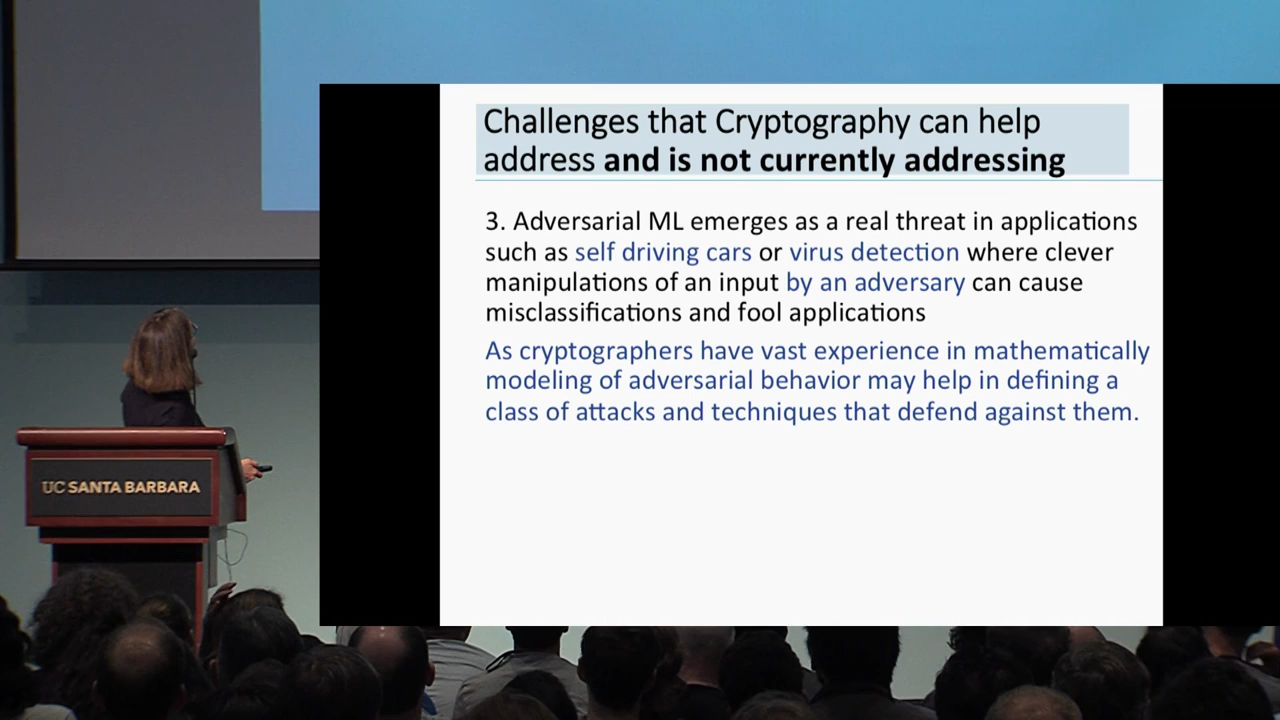 Challenges that Cryptography can help
address and is not currently addressing
3. Adversarial ML emerges as a real threat in applications
such as self driving cars or virus detection where clever
manipulations of an input by an adversary can cause
misclassifications and fool applications
As cryptographers have vast experience in mathematically
modeling of adversarial behavior may help in defining a
class of attacks and techniques that defend against them.
UC SANTA BARBARA